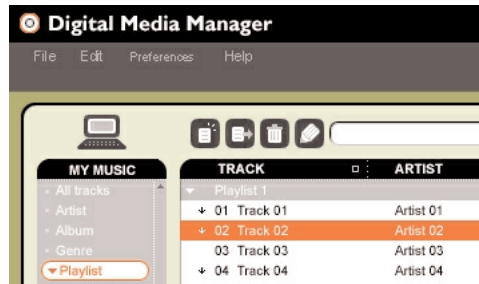 Digital Media Manager
File Edit Preferences Help
MY MUSIC TRACK ARTIST
All tracks Playlist 1
Artist 01 Track 01 Artist 01
Album 02 Track 02 Artist 02
Genre 03 Track 03 Artist 03
Playlist 04 Track 04 Artist 04